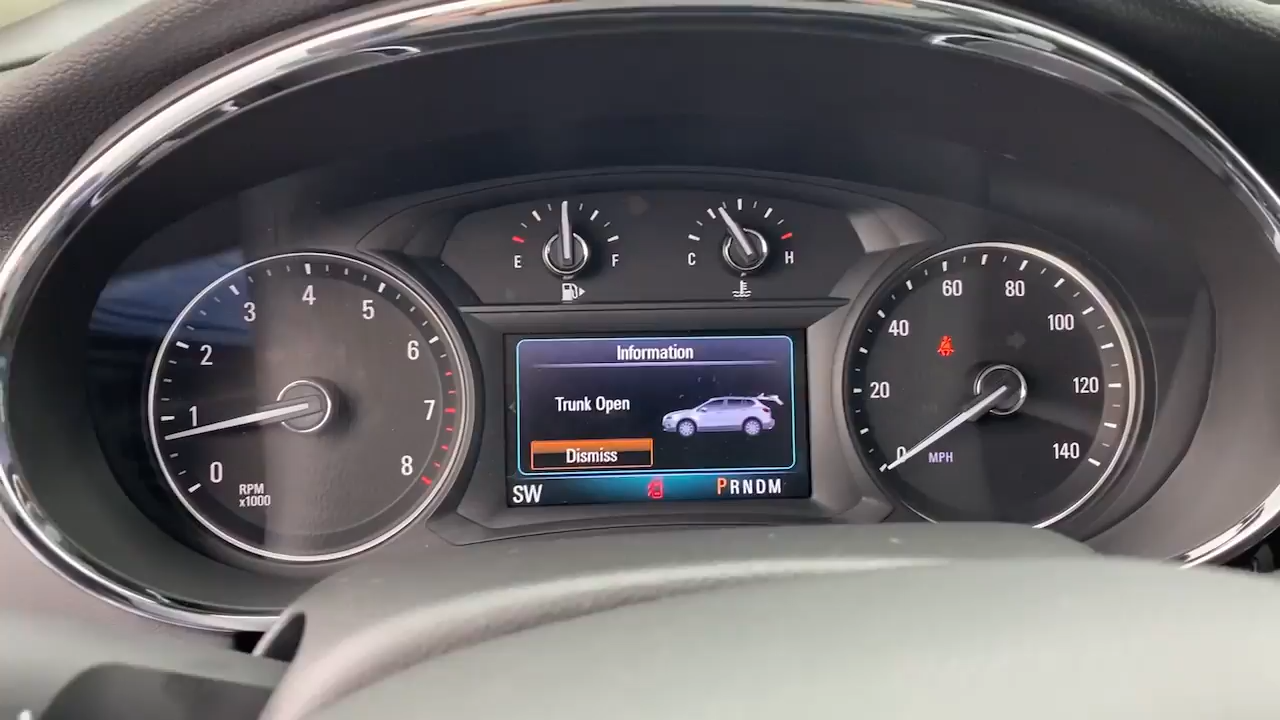 E F
C H
0 1 2 3 4 5 6 7 8
RPM
x1000
Information
Trunk Open
Dismiss
SW
PRNDM
0 20 40 60 80 100 120 140
MPH